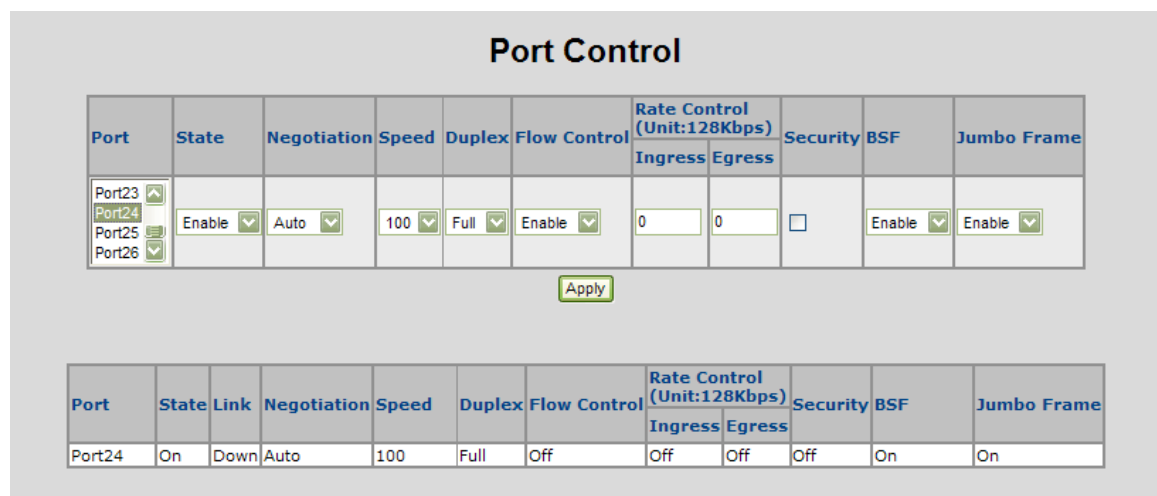 Port Control
Port State Negotiation Speed Duplex Flow Control Rate Control (Unit:128Kbps) Security BSF Jumbo Frame
Ingress Egress
Port23
Port24
Port25
Port26
Enable Auto 100 Full Enable 0 0 Enable Enable
Apply
Port State Link Negotiation Speed Duplex Flow Control Rate Control (Unit:128Kbps) Security BSF Jumbo Frame
Ingress Egress
Port24 On Down Auto 100 Full Off Off Off Off On On